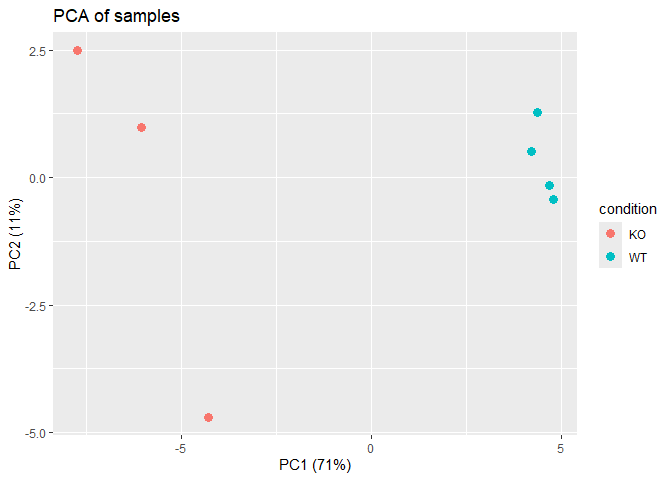 PCA of samples
2.5
0.0
-2.5
-5.0
PC2 (11%)
-5
0
5
PC1 (71%)
condition
KO
WT